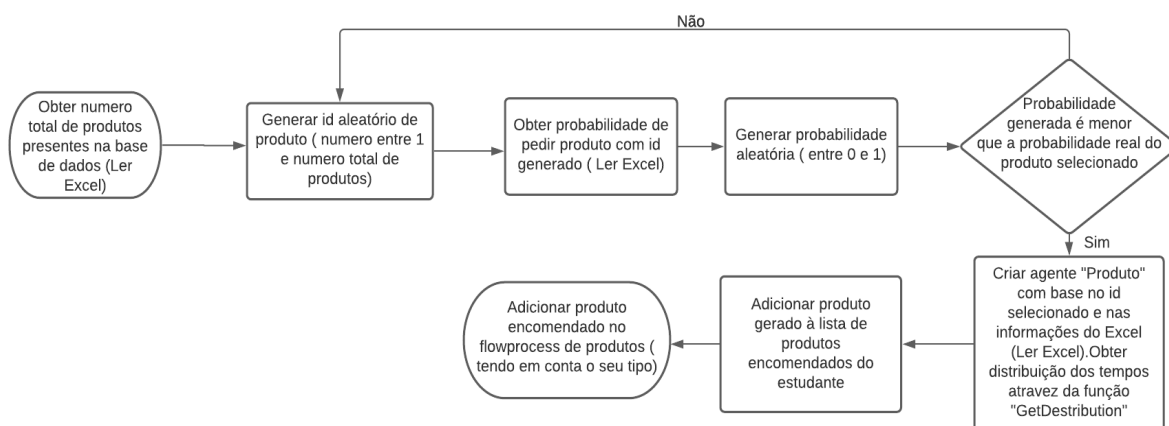 Não
Obter numero
total de produtos
presentes na base
de dados (Ler
Excel)
Generar id aleatório de
produto ( numero entre 1
e numero total de
produtos)
Obter probabilidade de
pedir produto com id
generado ( Ler Excel)
Generar probabilidade
aleatória ( entre 0 e 1)
Probabilidade
generada é menor
que a probabilidade real do
produto selecionado
Sim
Criar agente "Produto"
com base no id
selecionado e nas
informações do Excel
(Ler Excel).Obter
distribuição dos tempos
atravez da função
"GetDestribution"
Adicionar produto
gerado à lista de
produtos
encomendados do
estudante
Adicionar produto
encomendado no
flowprocess de produtos (
tendo em conta o seu tipo)